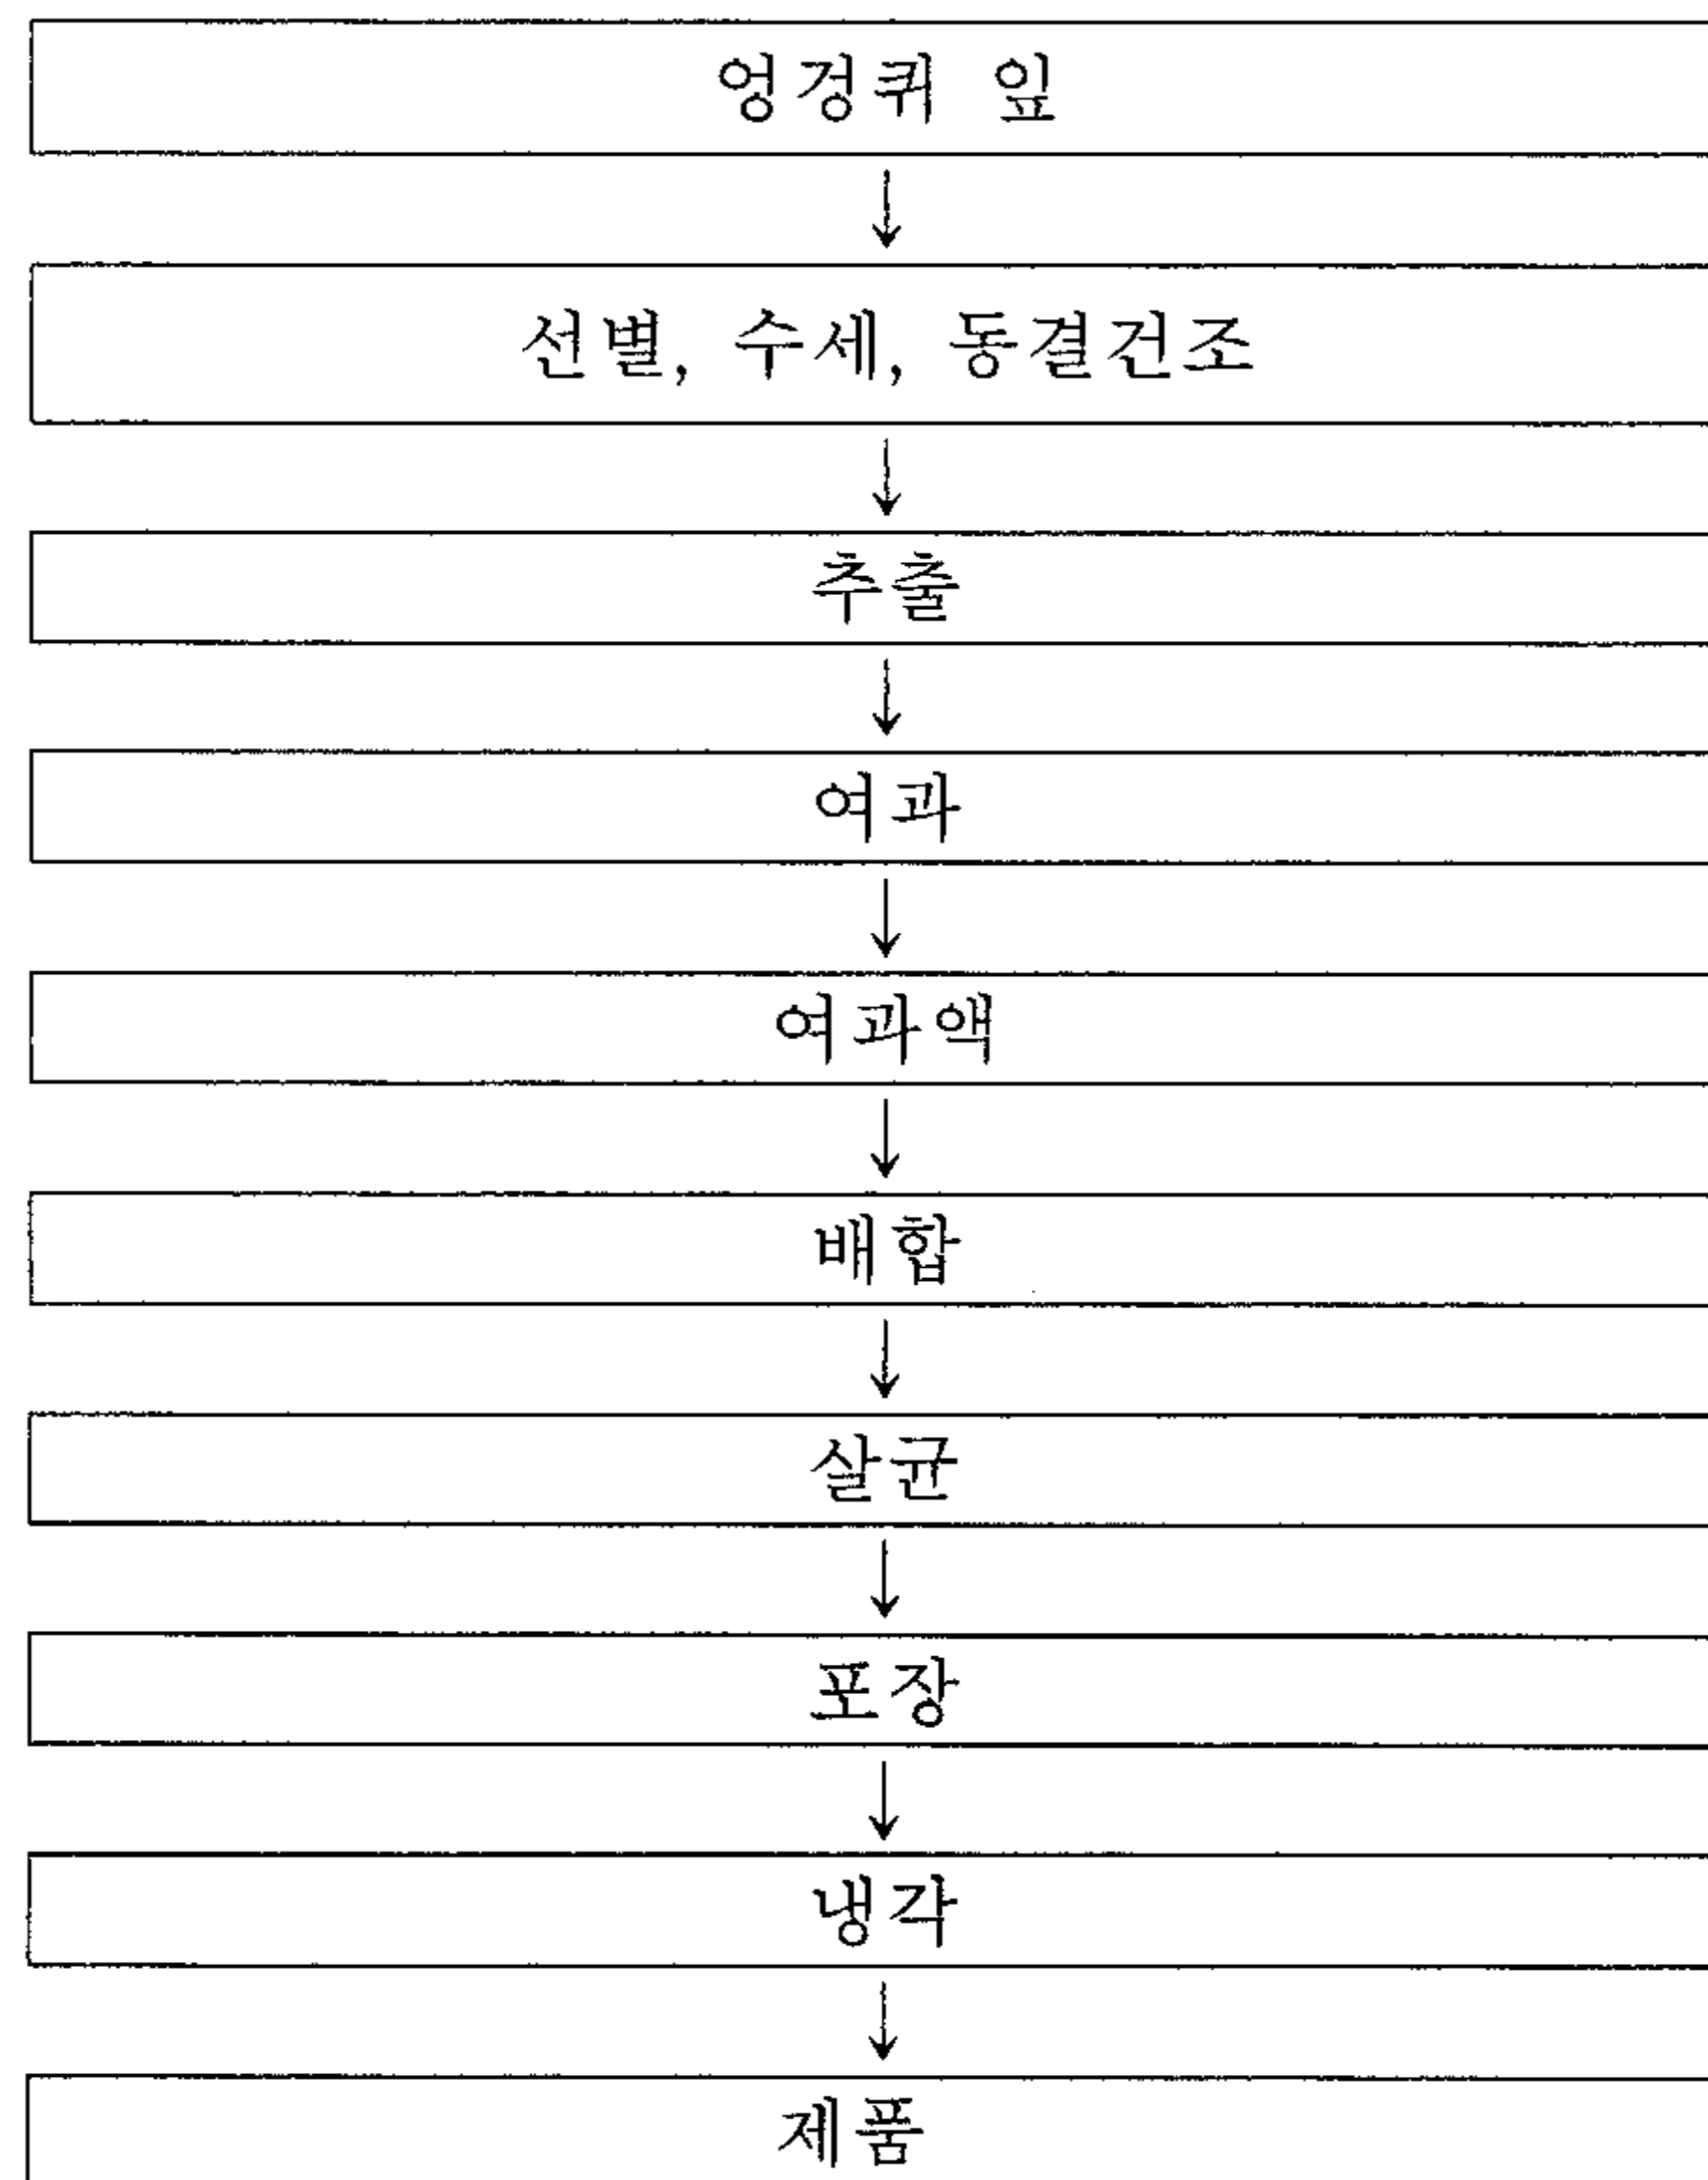 엉겅퀴 잎
선별, 수세, 동결건조
추출
여과
여과액
배합
살균
포장
냉각
제품